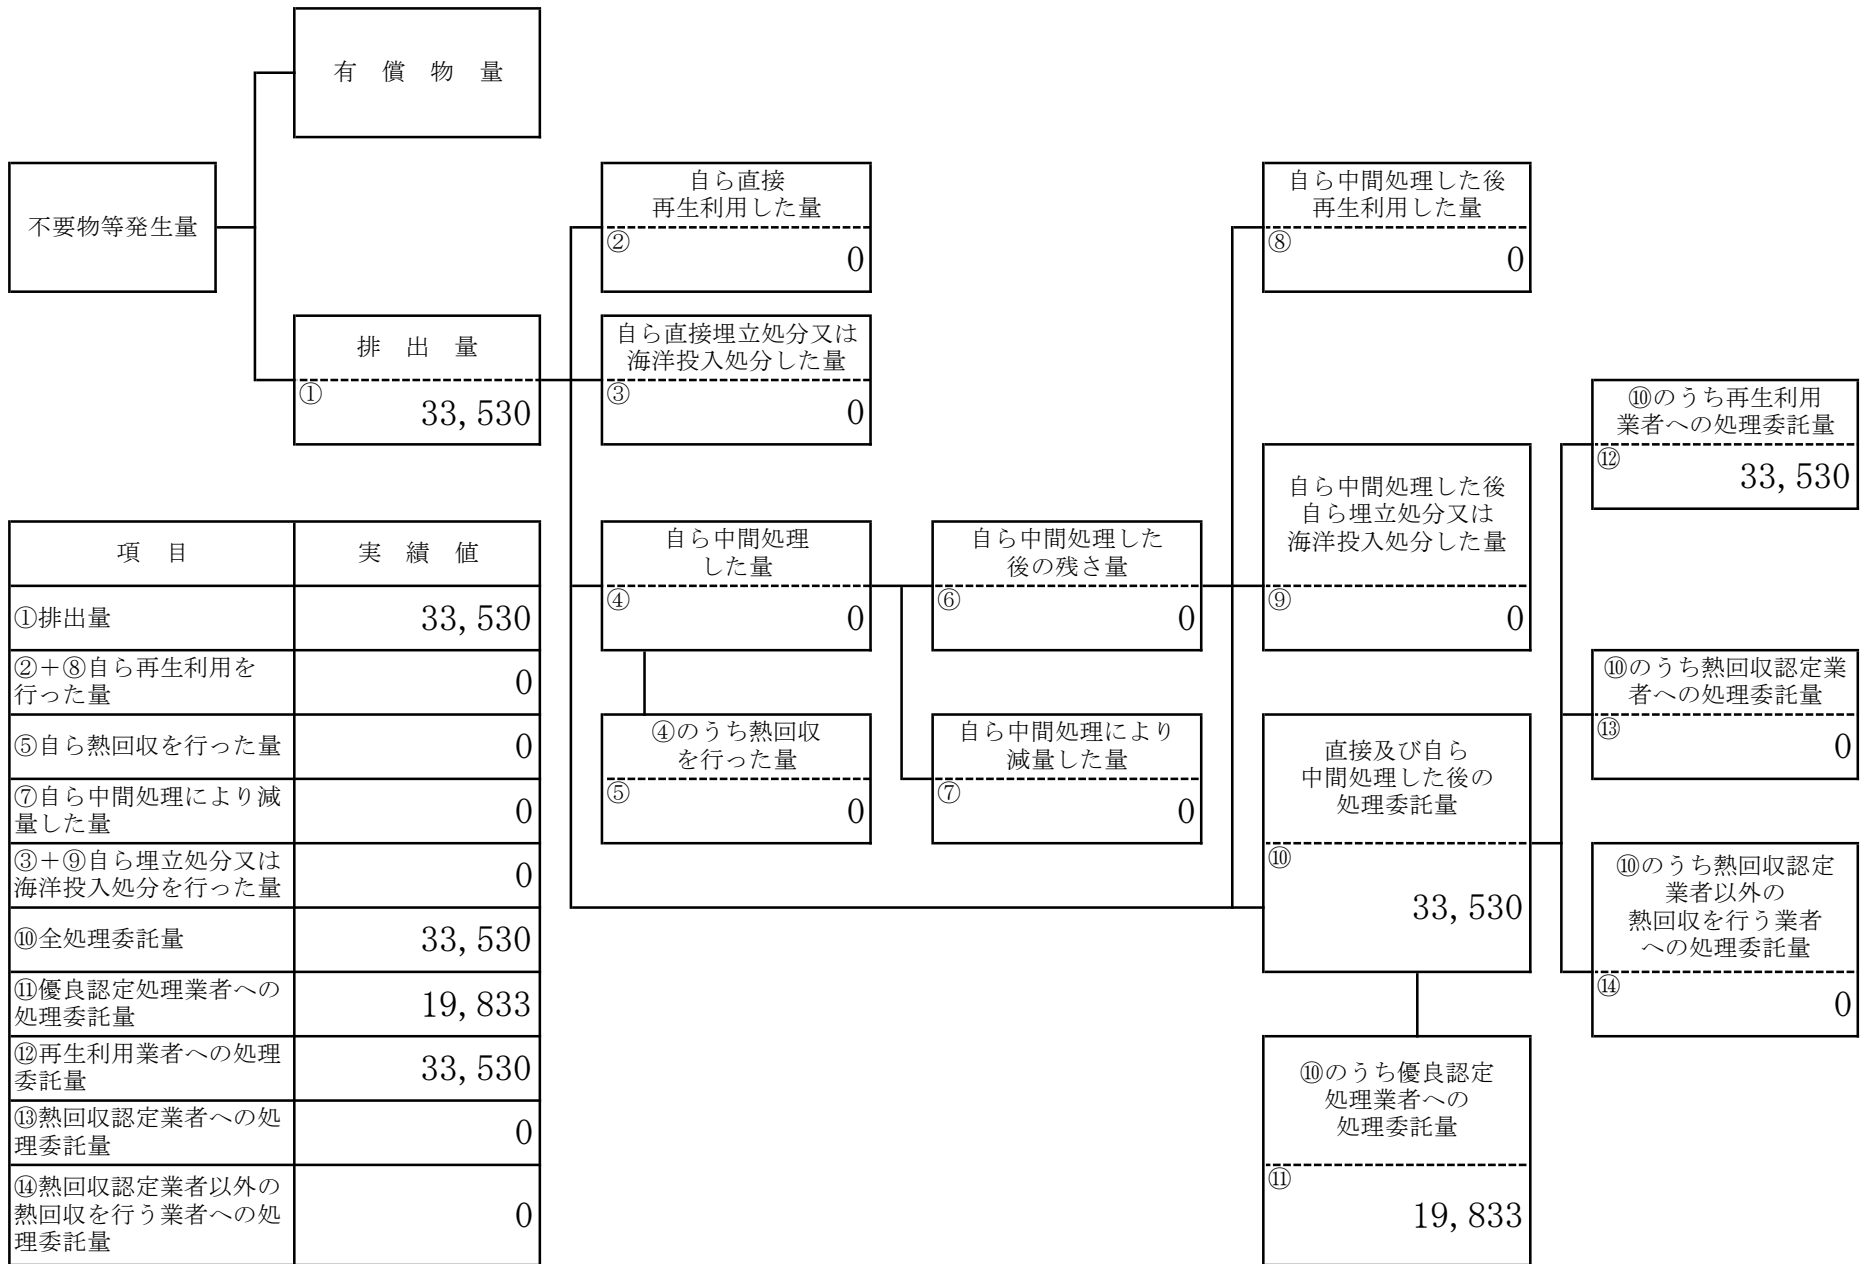 有 償 物 量
不要物等発生量
排 出 量
①
33,530
自ら直接
再生利用した量
②
0
自ら直接埋立処分又は
海洋投入処分した量
③
0
自ら中間処理
した量
④
0
④のうち熱回収
を行った量
⑤
0
自ら中間処理した
後の残さ量
⑥
0
自ら中間処理により
減量した量
⑦
0
自ら中間処理した後
再生利用した量
⑧
0
自ら中間処理した後
自ら埋立処分又は
海洋投入処分した量
⑨
0
直接及び自ら
中間処理した後の
処理委託量
⑩
33,530
⑩のうち優良認定
処理業者への
処理委託量
⑪
19,833
⑩のうち再生利用
業者への処理委託量
⑫
33,530
⑩のうち熱回収認定業
者への処理委託量
⑬
0
⑩のうち熱回収認定
業者以外の
熱回収を行う業者
への処理委託量
⑭
0
項 目 実 績 値
①排出量 33,530
②+⑧自ら再生利用を
行った量
0
⑤自ら熱回収を行った量 0
⑦自ら中間処理により減
量した量
0
③+⑨自ら埋立処分又は
海洋投入処分を行った量
0
⑩全処理委託量 33,530
⑪優良認定処理業者への
処理委託量
19,833
⑫再生利用業者への処理
委託量
33,530
⑬熱回収認定業者への処
理委託量
0
⑭熱回収認定業者以外の
熱回収を行う業者への処
理委託量
0